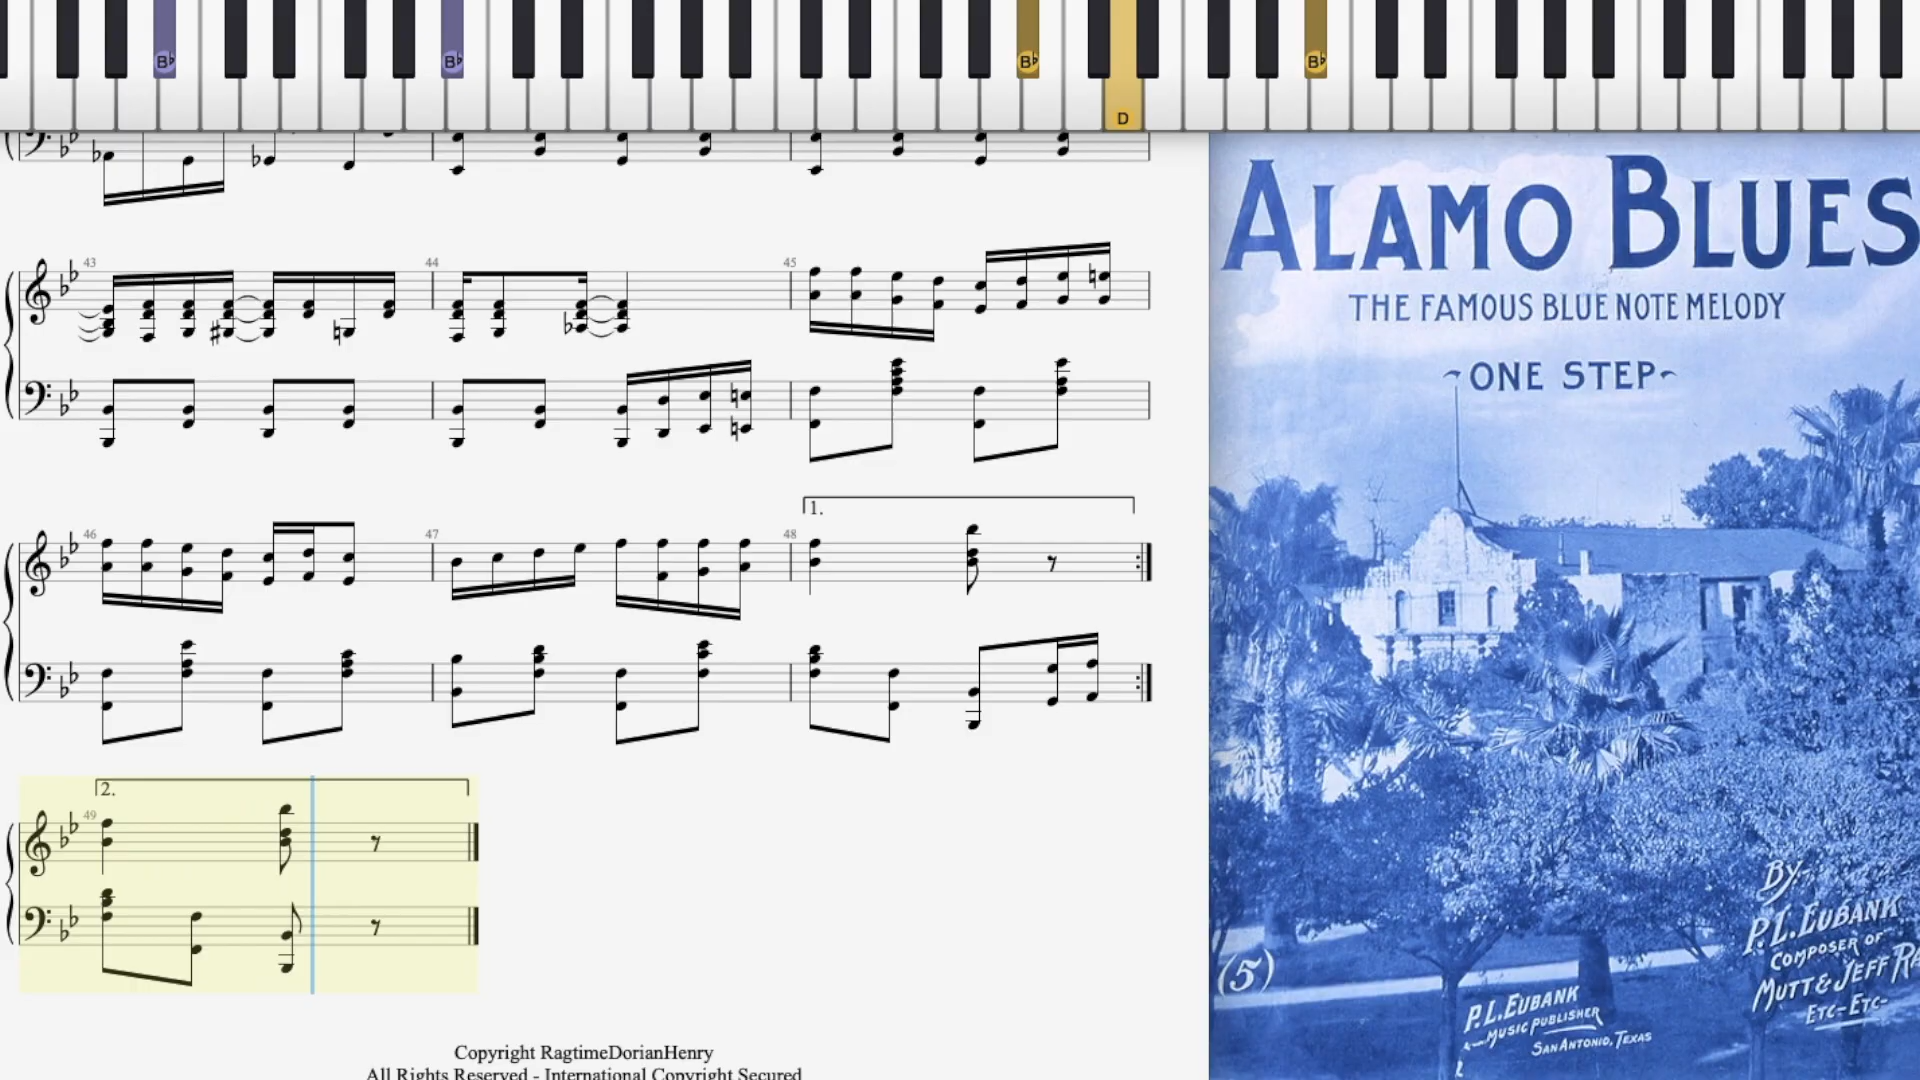 B♭ B♭ B♭ D B♭
43 44 45
46 47 48 1.
49 2.
Copyright RagtimeDorianHenry
All Rights Reserved - International Copyright Secured
ALAMO BLUES
THE FAMOUS BLUE NOTE MELODY
ONE STEP
BY
P.L. EUBANK
COMPOSER OF
MUTT & JEFF
ETC-ETC-
(5)
P.L. EUBANK
MUSIC PUBLISHER
SAN ANTONIO, TEXAS